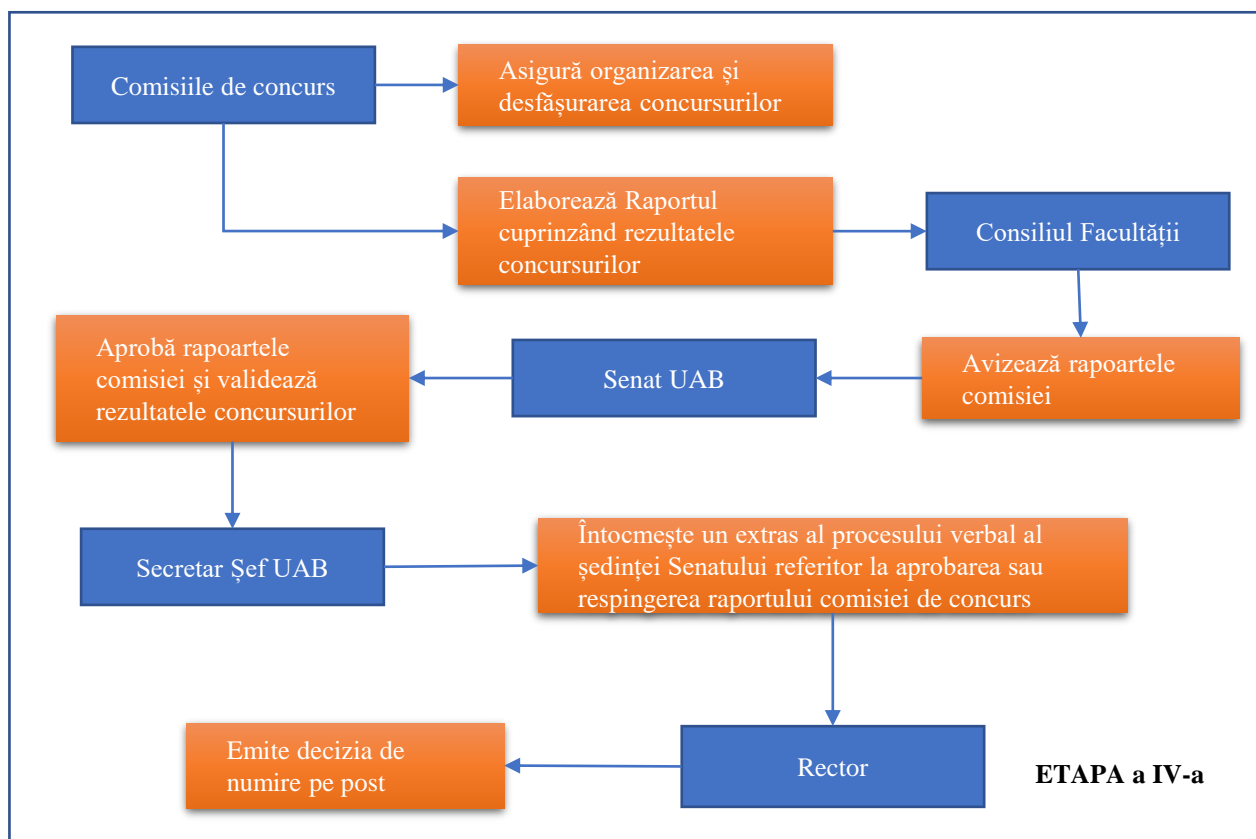 Comisiile de concurs
Asigură organizarea și
desfășurarea concursurilor
Elaborează Raportul
cuprinzând rezultatele
concursurilor
Consiliul Facultății
Avizează rapoartele
comisiei
Senat UAB
Aprobă rapoartele
comisiei și validează
rezultatele concursurilor
Secretar Șef UAB
Întocmește un extras al procesului verbal al
ședinței Senatului referitor la aprobarea sau
respingerea raportului comisiei de concurs
Rector
Emite decizia de
numire pe post
ETAPA a IV-a